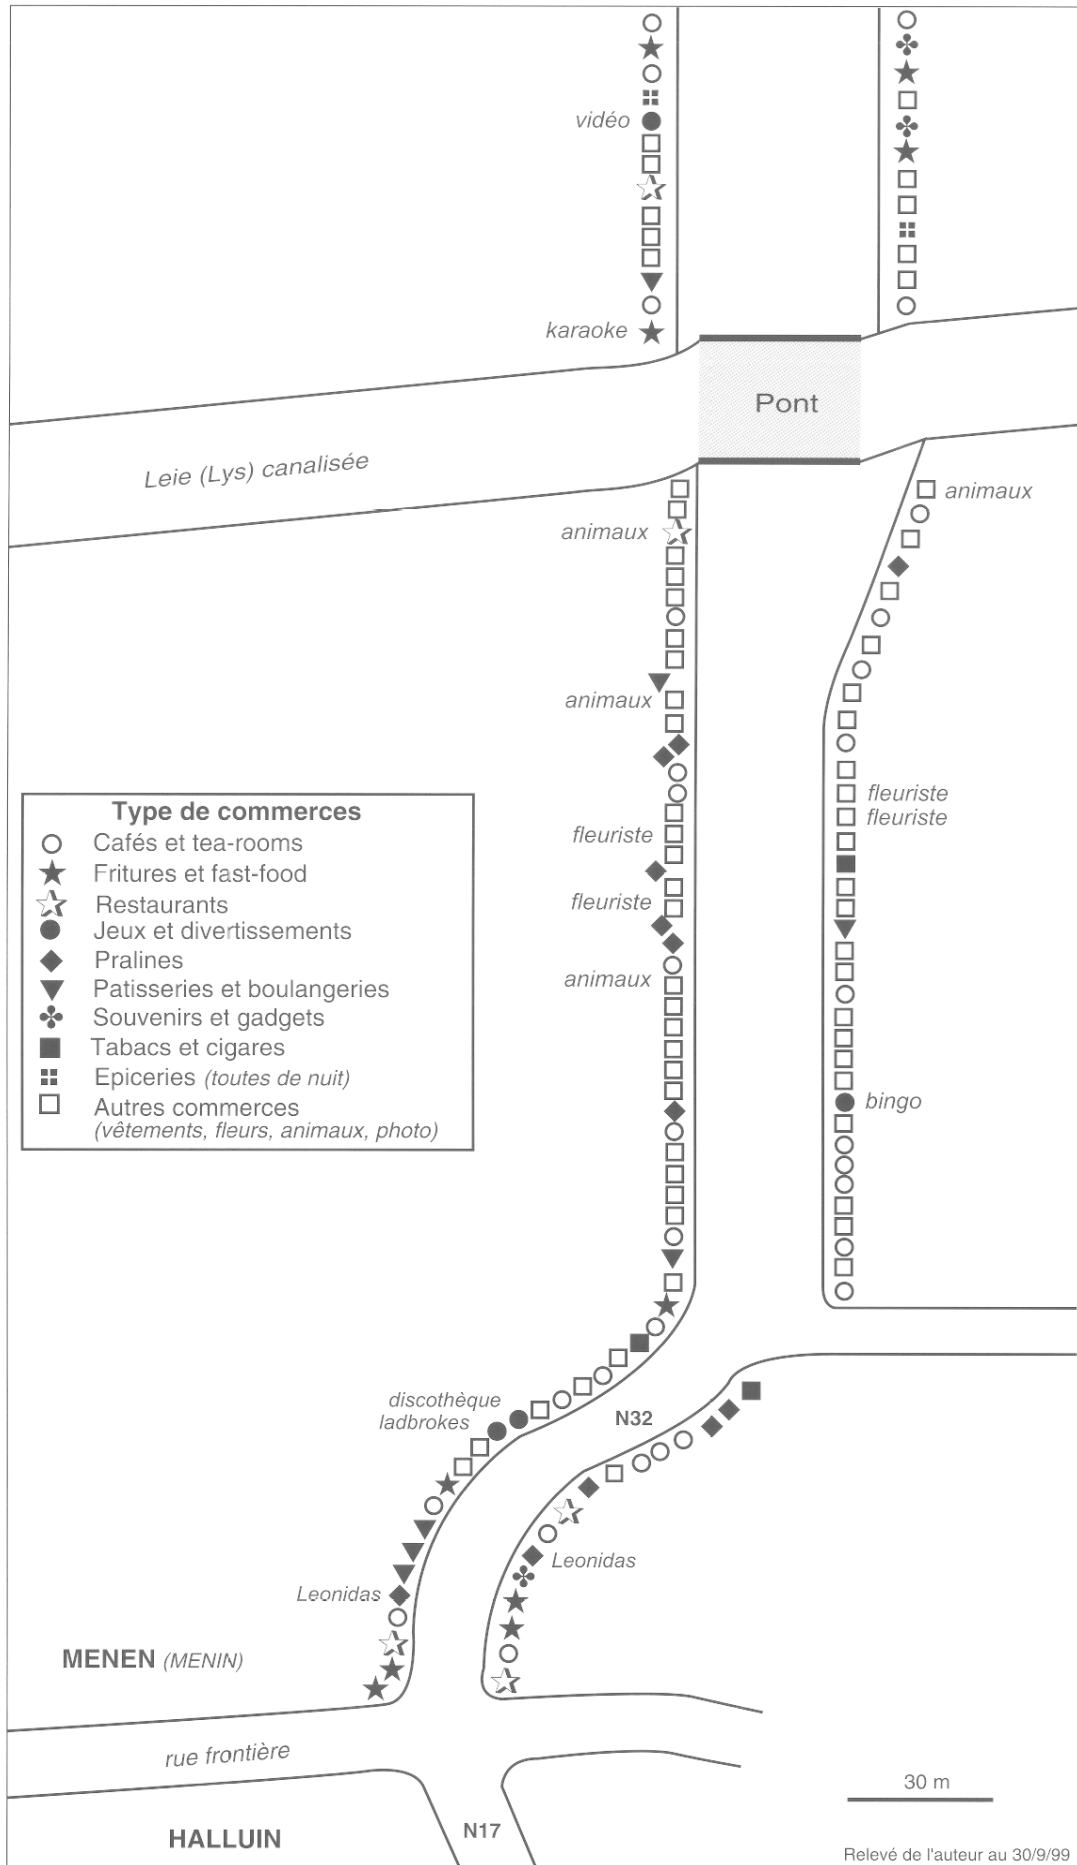 vidéo
karaoke
Pont
Leie (Lys) canalisée
animaux
animaux
animaux
fleuriste
fleuriste
fleuriste
fleuriste
animaux
Type de commerces
Cafés et tea-rooms
Fritures et fast-food
Restaurants
Jeux et divertissements
Pralines
Patisseries et boulangeries
Souvenirs et gadgets
Tabacs et cigares
Epiceries (toutes de nuit)
Autres commerces
(vêtements, fleurs, animaux, photo)
bingo
discothèque
ladbrokes
N32
Leonidas
Leonidas
MENEN (MENIN)
rue frontière
HALLUIN
N17
30 m
Relevé de l'auteur au 30/9/99